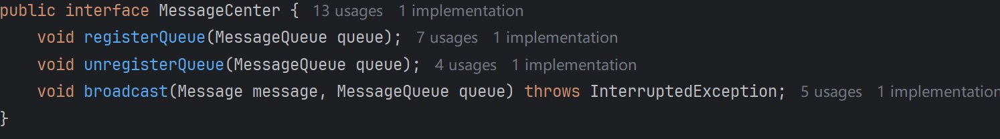 public interface MessageCenter { 13 usages 1 implementation
void registerQueue(MessageQueue queue); 7 usages 1 implementation
void unregisterQueue(MessageQueue queue); 4 usages 1 implementation
void broadcast(Message message, MessageQueue queue) throws InterruptedException; 5 usages 1 implementation
}